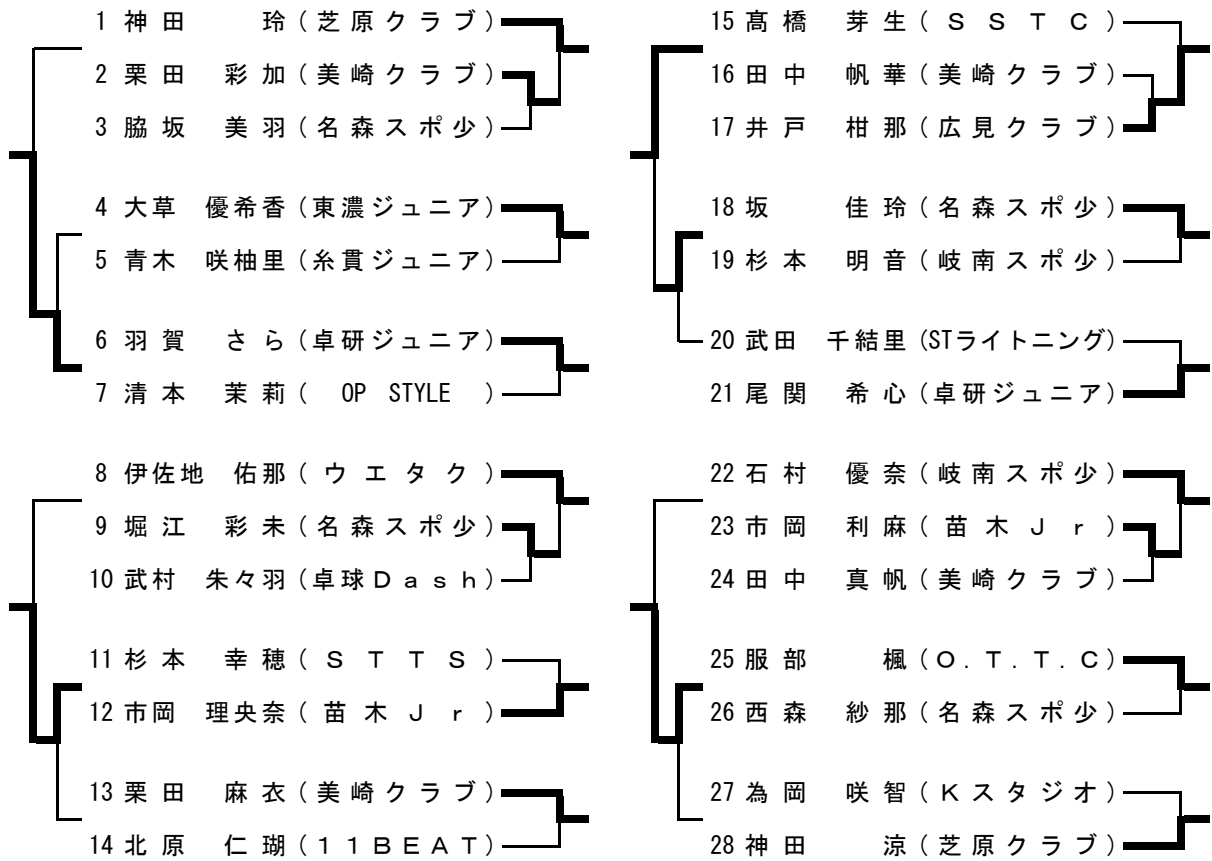 1 神田 玲 (芝原クラブ)
2 栗田 彩加 (美崎クラブ)
3 脇坂 美羽 (名森スポ少)
4 大草 優希香 (東濃ジュニア)
5 青木 咲柚里 (糸貫ジュニア)
6 羽賀 さら (卓研ジュニア)
7 清本 茉莉 ( OP STYLE )
8 伊佐地 佑那 (ウエタク)
9 堀江 彩未 (名森スポ少)
10 武村 朱々羽 (卓球Dash)
11 杉本 幸穂 (STTS)
12 市岡 理央奈 (苗木Jr)
13 栗田 麻衣 (美崎クラブ)
14 北原 仁瑚 (11BEAT)
15 髙橋 芽生 (SSTC)
16 田中 帆華 (美崎クラブ)
17 井戸 柑那 (広見クラブ)
18 坂 佳玲 (名森スポ少)
19 杉本 明音 (岐南スポ少)
20 武田 千結里 (STライトニング)
21 尾関 希心 (卓研ジュニア)
22 石村 優奈 (岐南スポ少)
23 市岡 利麻 (苗木Jr)
24 田中 真帆 (美崎クラブ)
25 服部 楓 (O.T.T.C)
26 西森 紗那 (名森スポ少)
27 為岡 咲智 (Kスタジオ)
28 神田 涼 (芝原クラブ)